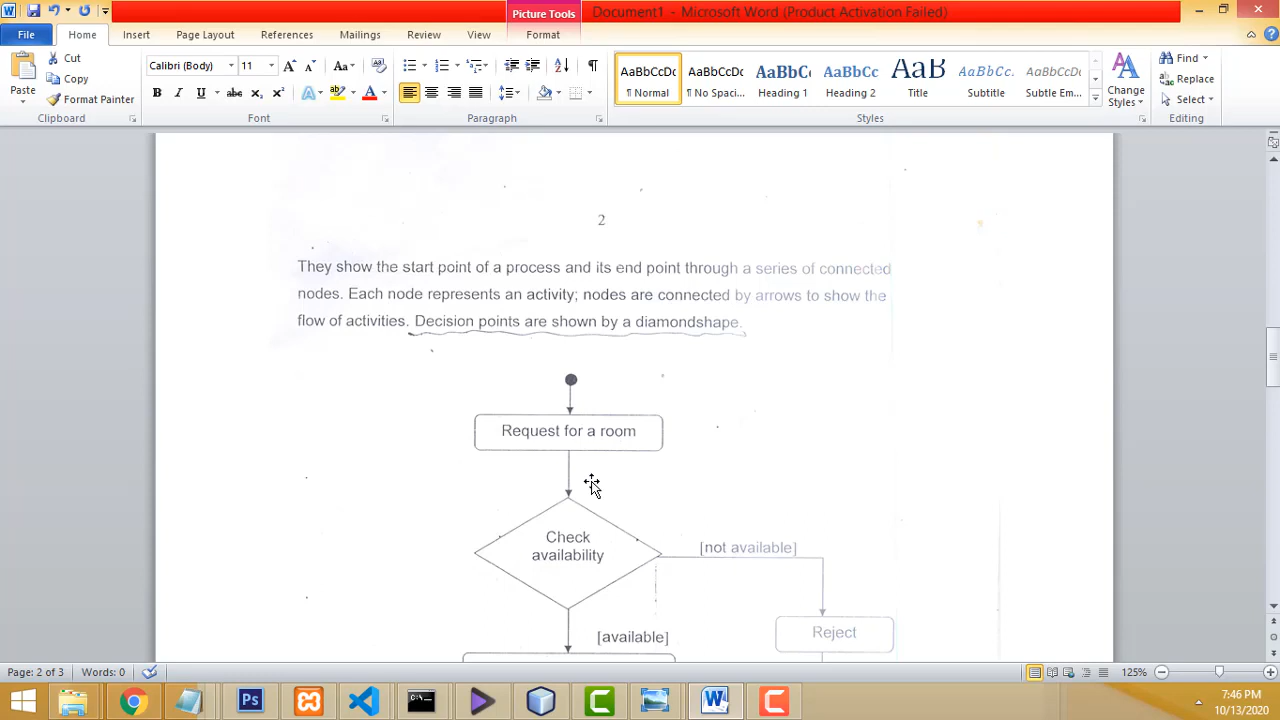 Picture Tools
Document1 - Microsoft Word (Product Activation Failed)
File Home Insert Page Layout References Mailings Review View Format
Paste
Cut
Copy
Format Painter
Clipboard
Calibri (Body) 11
Font
Paragraph
AaBbCcDc AaBbCcDc AaBbC AaBbCc AaB AaBbCc. AaBbCcDc
¶ Normal ¶ No Spaci... Heading 1 Heading 2 Title Subtitle Subtle Em...
Styles
Change Styles
Find
Replace
Select
Editing
2
They show the start point of a process and its end point through a series of connected
nodes. Each node represents an activity; nodes are connected by arrows to show the
flow of activities. Decision points are shown by a diamondshape.
Request for a room
Check
availability
[not available]
Reject
[available]
Page: 2 of 3 Words: 0 125%
7:46 PM
10/13/2020